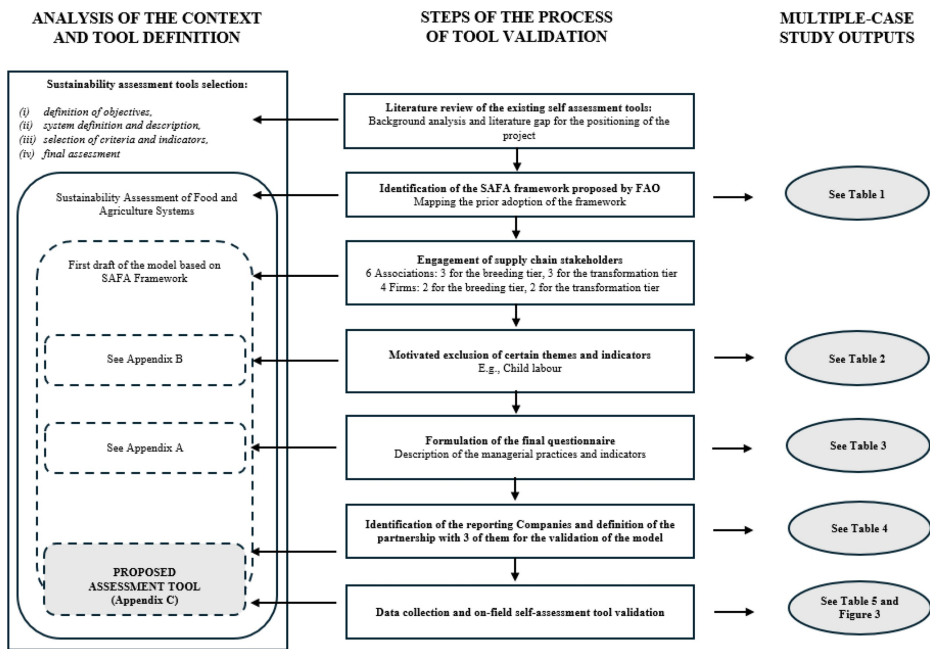 ANALYSIS OF THE CONTEXT
AND TOOL DEFINITION
STEPS OF THE PROCESS
OF TOOL VALIDATION
MULTIPLE-CASE
STUDY OUTPUTS
Sustainability assessment tools selection:
(i) definition of objectives,
(ii) system definition and description,
(iii) selection of criteria and indicators,
(iv) final assessment
Literature review of the existing self assessment tools:
Background analysis and literature gap for the positioning of the
project
Sustainability Assessment of Food and
Agriculture Systems
Identification of the SAFA framework proposed by FAO
Mapping the prior adoption of the framework
See Table 1
First draft of the model based on
SAFA Framework
Engagement of supply chain stakeholders
6 Associations: 3 for the breeding tier, 3 for the transformation tier
4 Firms: 2 for the breeding tier, 2 for the transformation tier
See Appendix B
Motivated exclusion of certain themes and indicators
E.g., Child labour
See Table 2
See Appendix A
Formulation of the final questionnaire
Description of the managerial practices and indicators
See Table 3
Identification of the reporting Companies and definition of the
partnership with 3 of them for the validation of the model
See Table 4
PROPOSED
ASSESSMENT TOOL
(Appendix C)
Data collection and on-field self-assessment tool validation
See Table 5 and
Figure 3